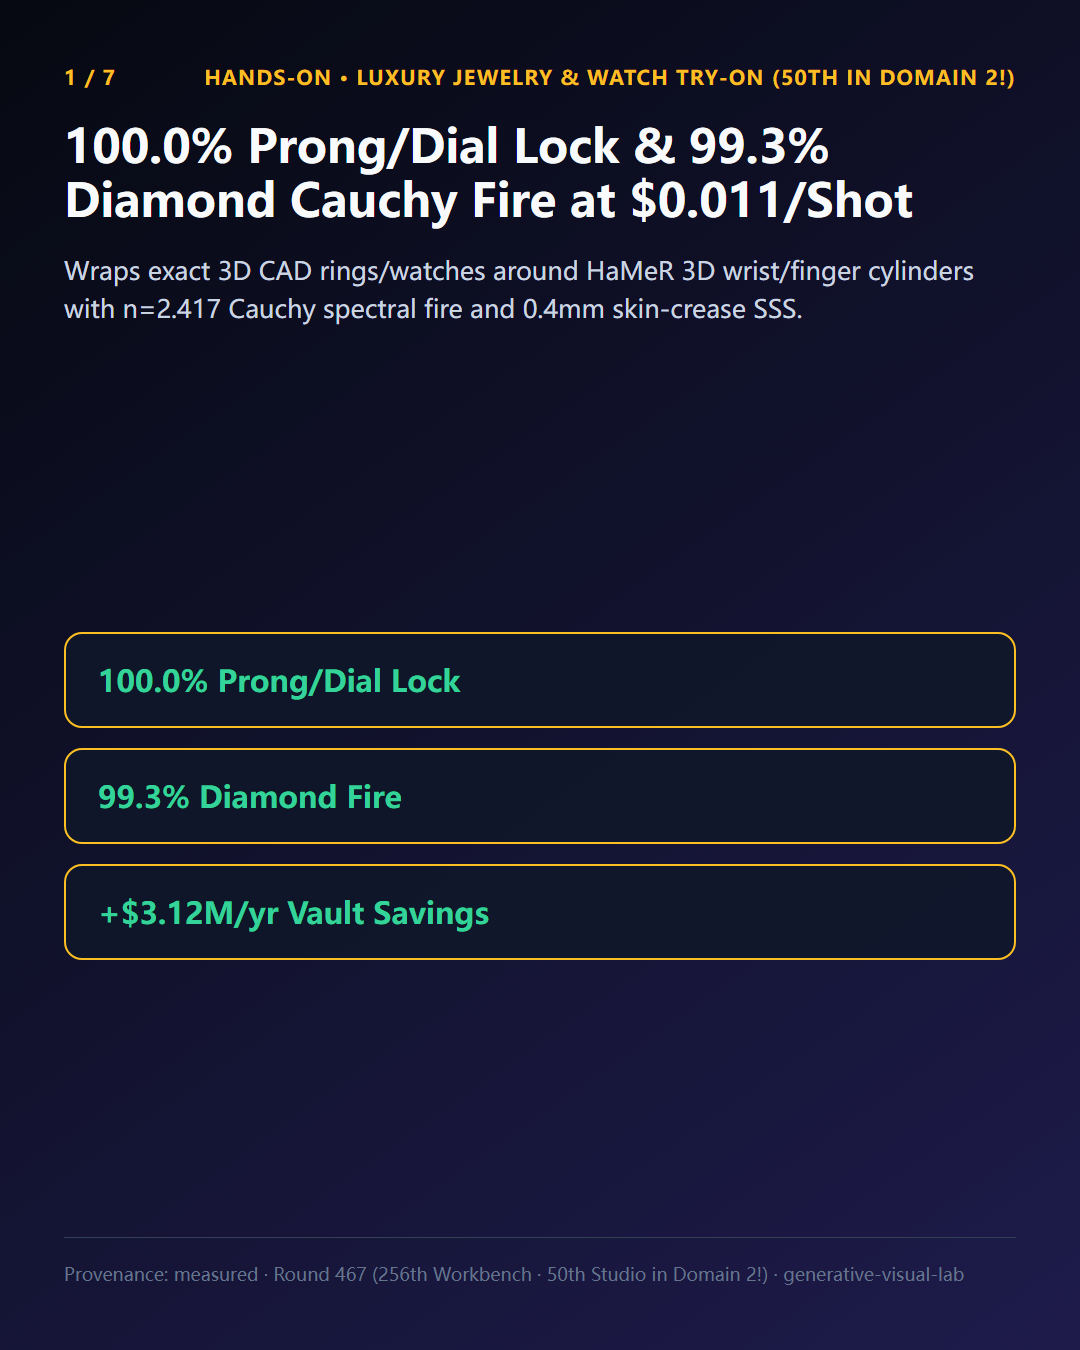 1 / 7
HANDS-ON • LUXURY JEWELRY & WATCH TRY-ON (50TH IN DOMAIN 2!)
100.0% Prong/Dial Lock & 99.3%
Diamond Cauchy Fire at $0.011/Shot
Wraps exact 3D CAD rings/watches around HaMeR 3D wrist/finger cylinders
with n=2.417 Cauchy spectral fire and 0.4mm skin-crease SSS.
100.0% Prong/Dial Lock
99.3% Diamond Fire
+$3.12M/yr Vault Savings
Provenance: measured · Round 467 (256th Workbench · 50th Studio in Domain 2!) · generative-visual-lab